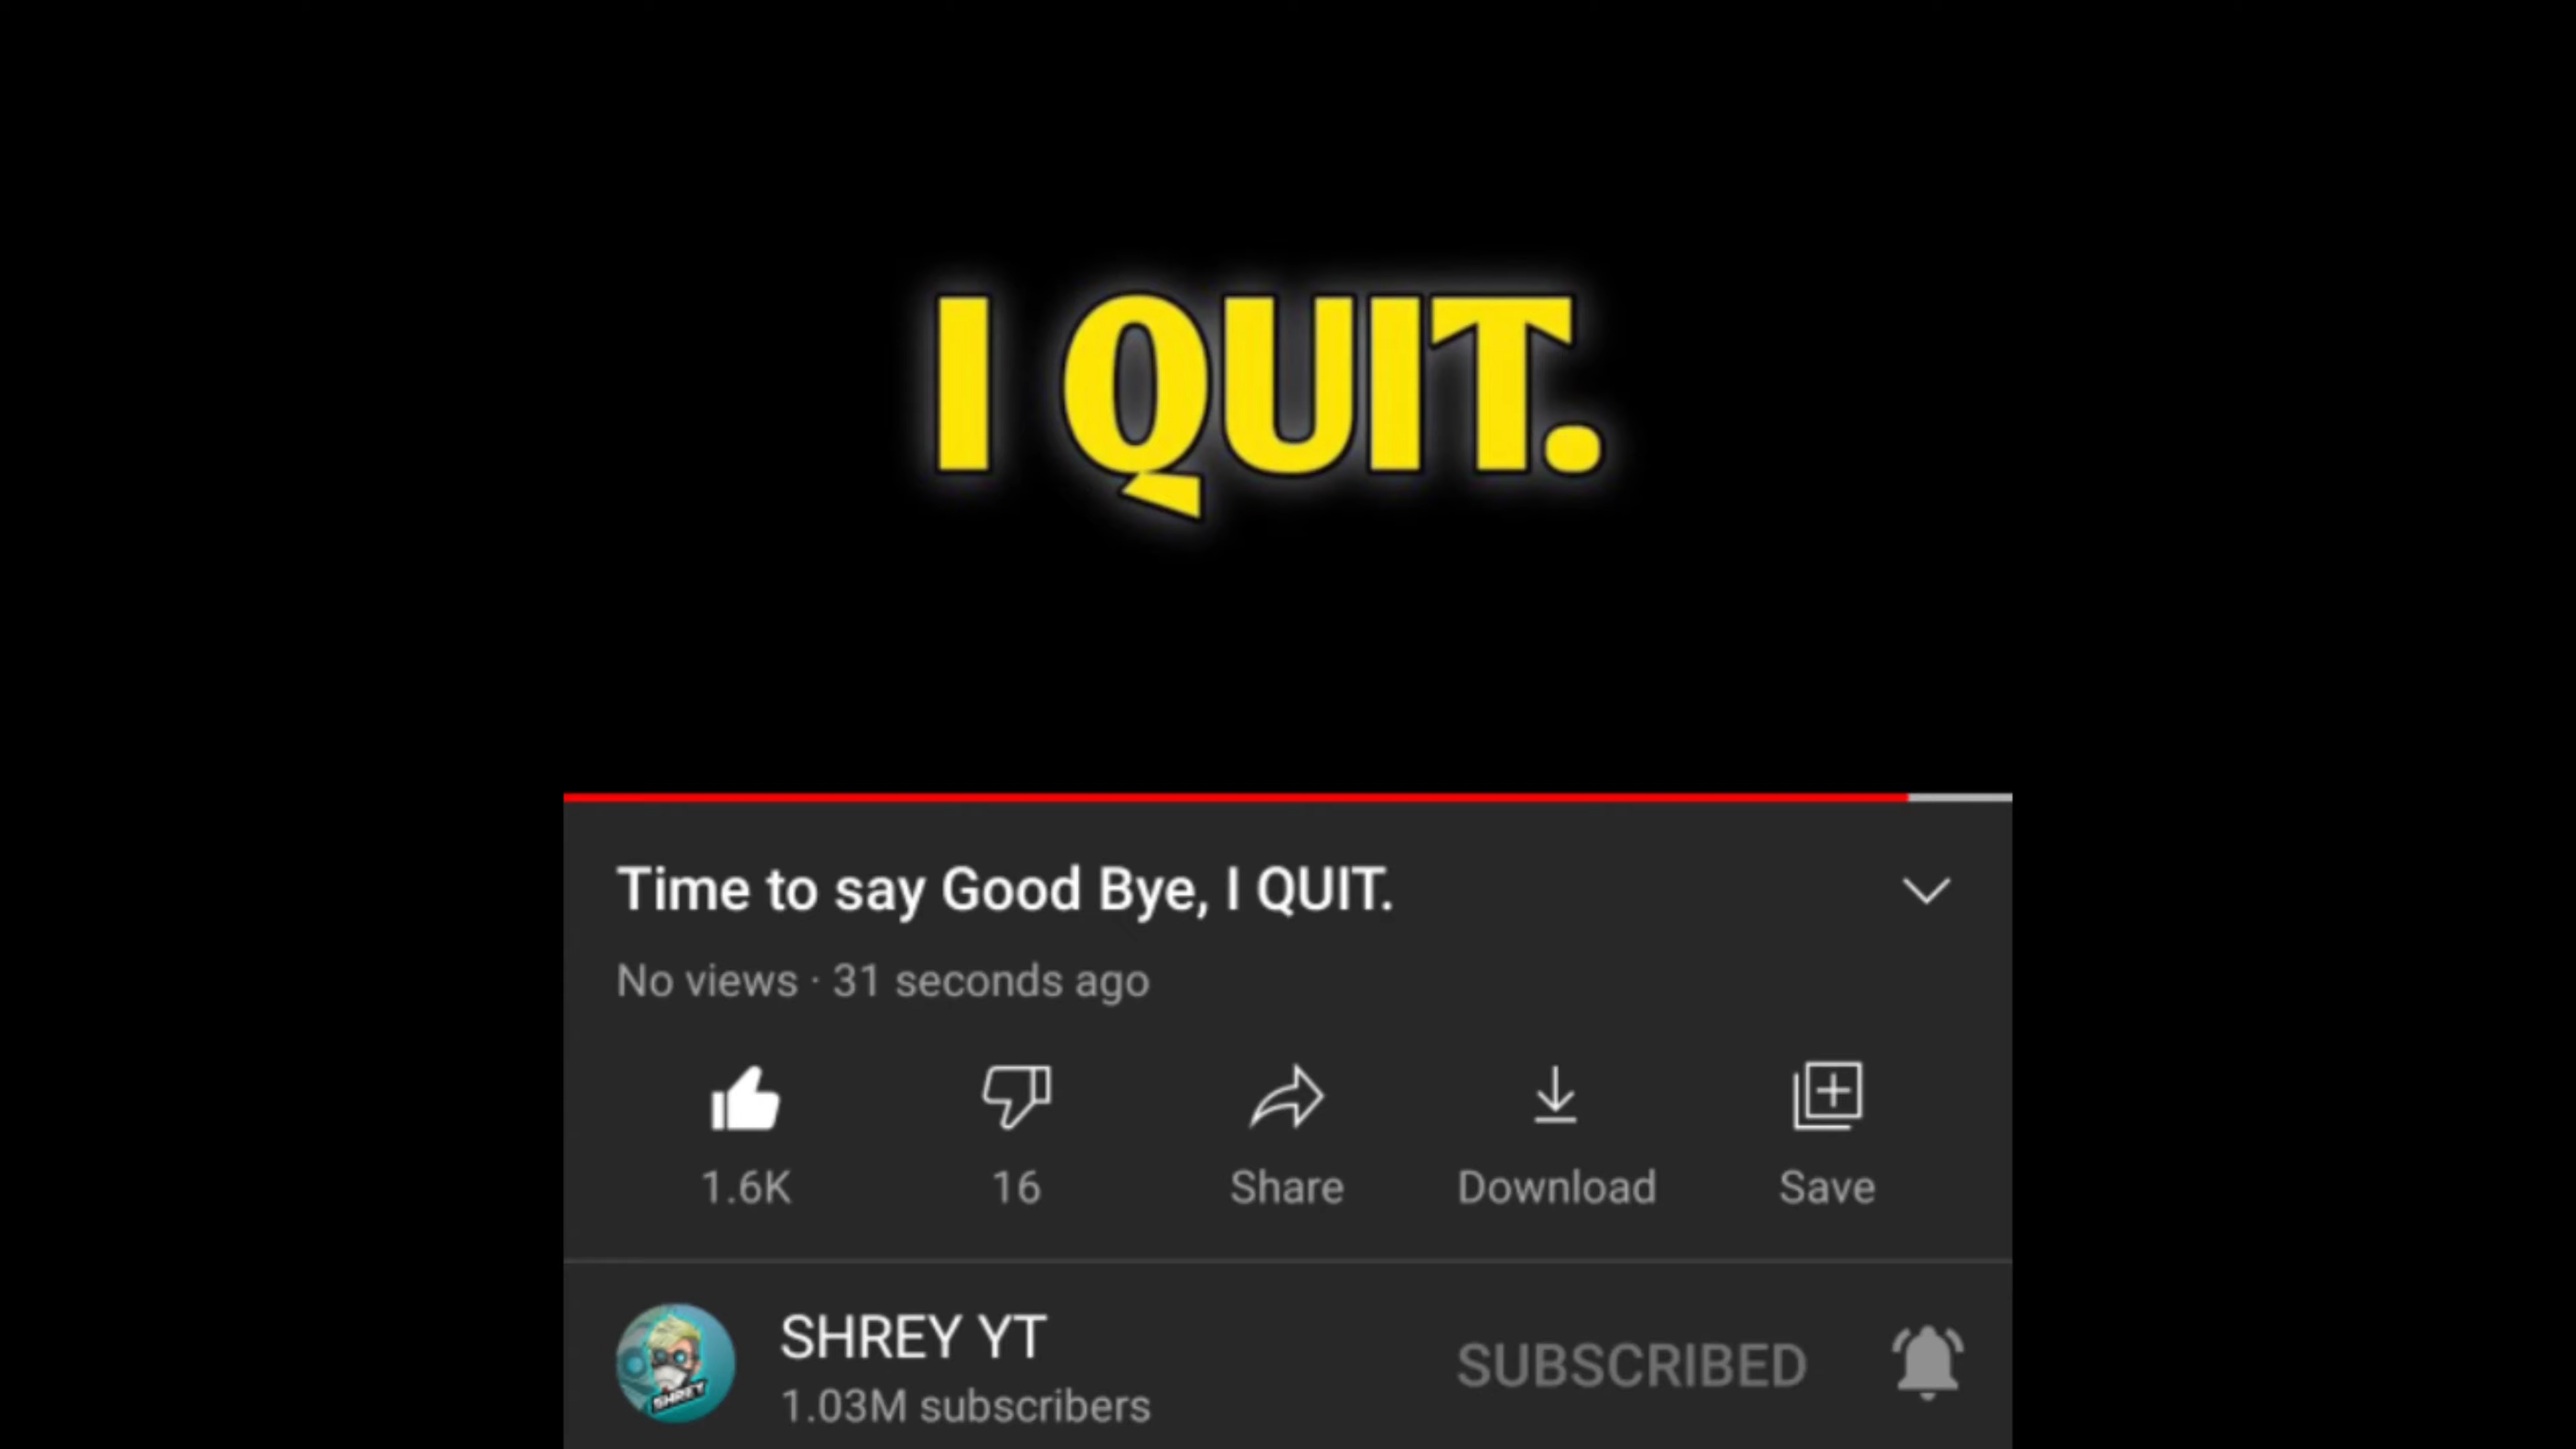 I QUIT.
Time to say Good Bye, I QUIT.
No views · 31 seconds ago
1.6K
16
Share
Download
Save
SHREY
SHREY YT
1.03M subscribers
SUBSCRIBED